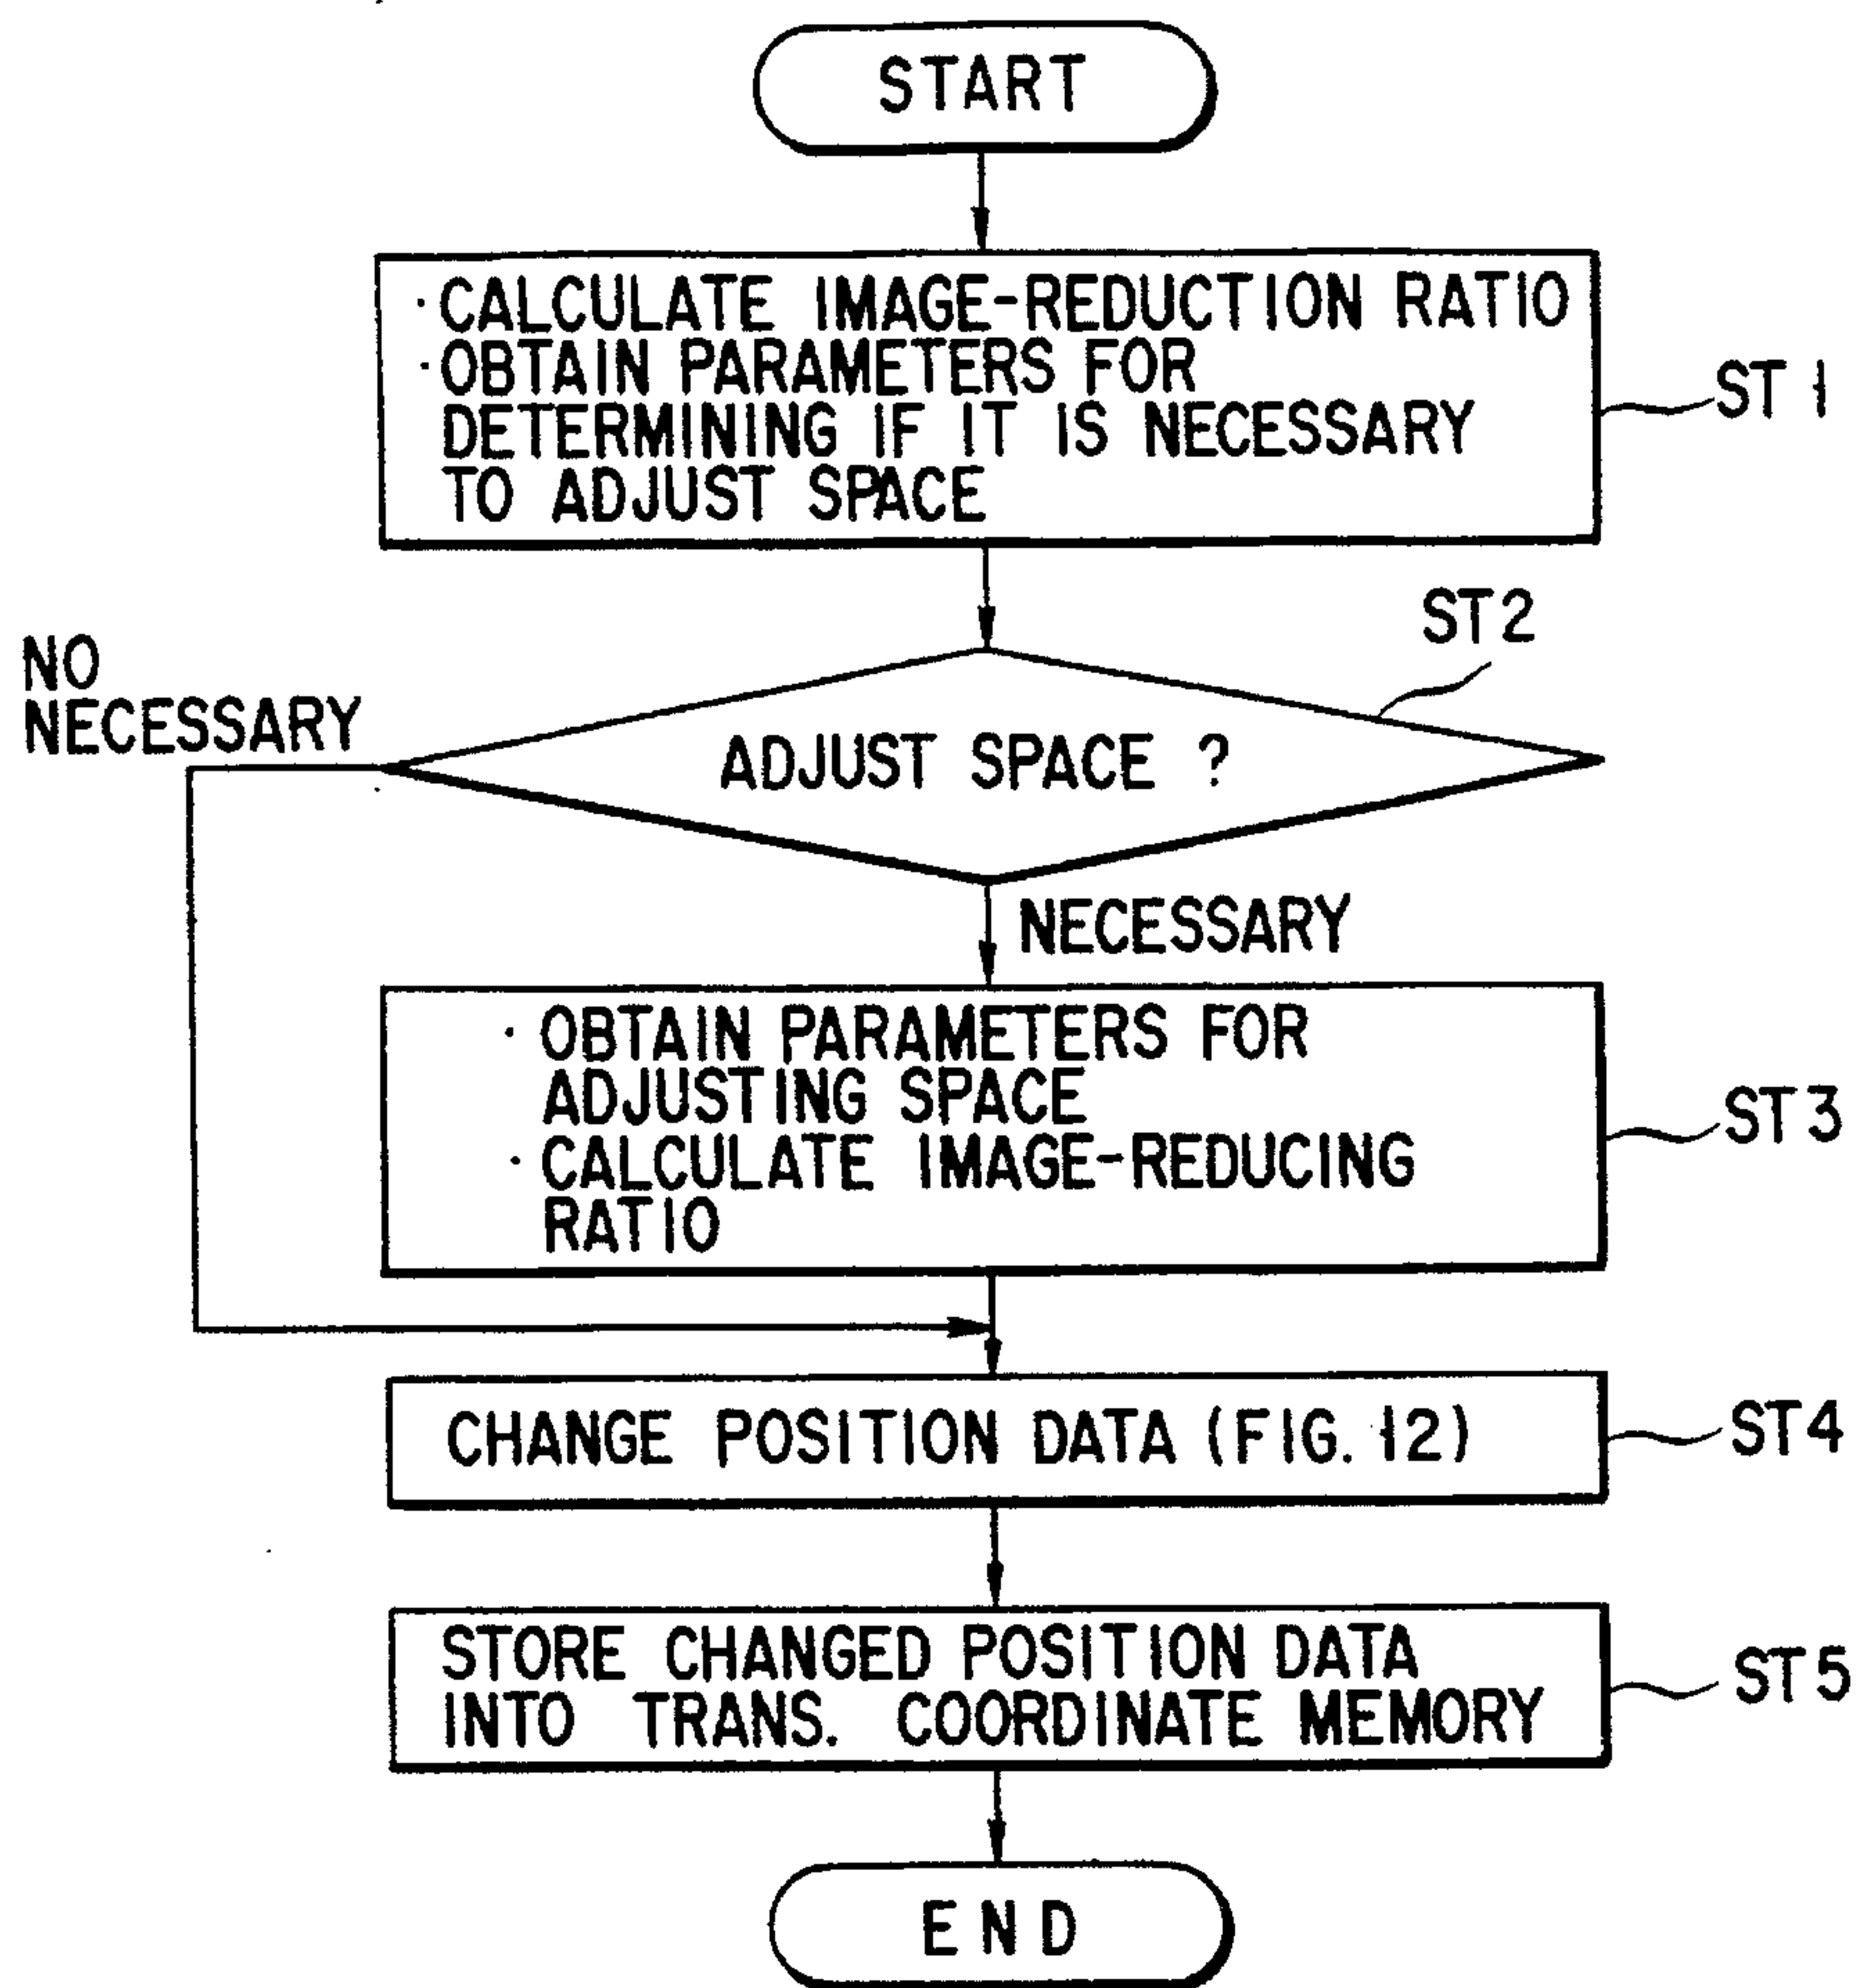 START
· CALCULATE IMAGE-REDUCTION RATIO
· OBTAIN PARAMETERS FOR
DETERMINING IF IT IS NECESSARY
TO ADJUST SPACE
ST 1
ST2
NO
NECESSARY
ADJUST SPACE ?
NECESSARY
· OBTAIN PARAMETERS FOR
ADJUSTING SPACE
· CALCULATE IMAGE-REDUCING
RATIO
ST3
CHANGE POSITION DATA (FIG. 12)
ST4
STORE CHANGED POSITION DATA
INTO TRANS. COORDINATE MEMORY
ST5
END